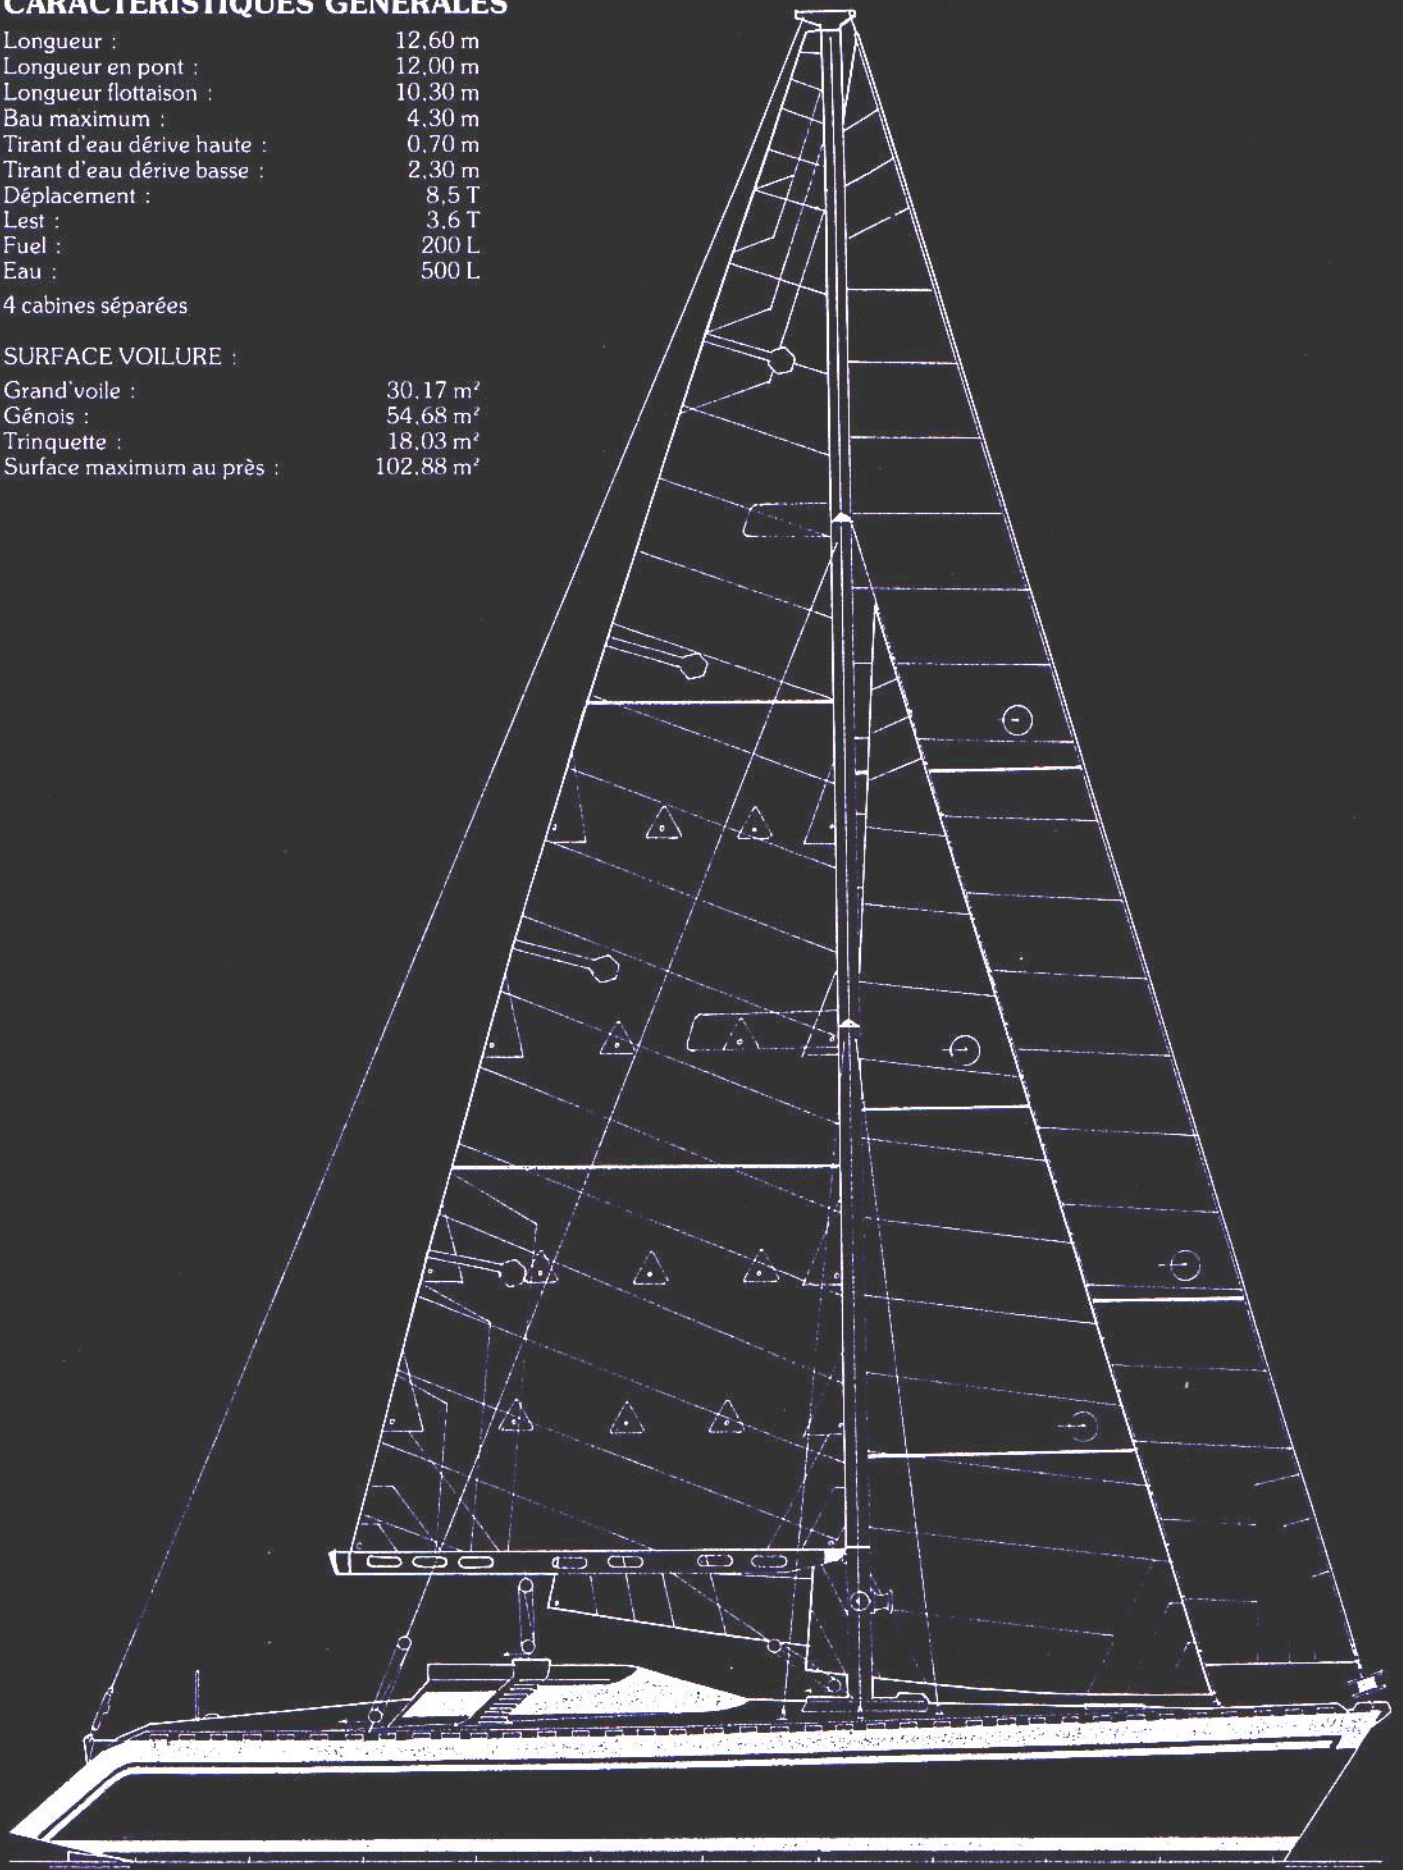 CARACTERISTIQUES GENERALES
Longueur : 12,60 m
Longueur en pont : 12,00 m
Longueur flottaison : 10,30 m
Bau maximum : 4,30 m
Tirant d'eau dérive haute : 0,70 m
Tirant d'eau dérive basse : 2,30 m
Déplacement : 8,5 T
Lest : 3,6 T
Fuel : 200 L
Eau : 500 L
4 cabines séparées
SURFACE VOILURE :
Grand'voile : 30,17 m²
Génois : 54,68 m²
Trinquette : 18,03 m²
Surface maximum au près : 102,88 m²